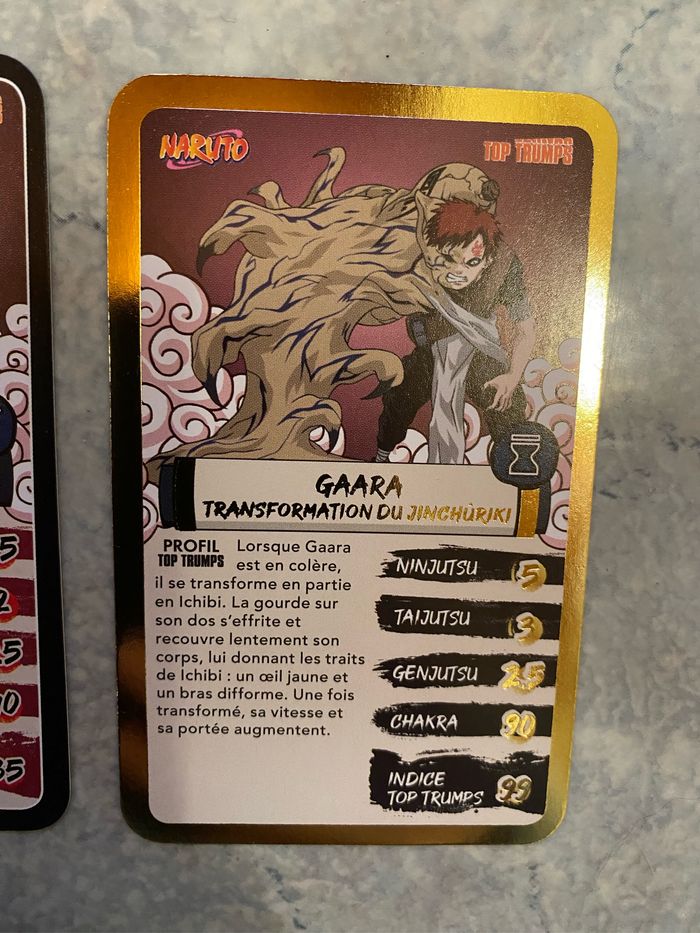 NARUTO
TOP TRUMPS
GAARA
TRANSFORMATION DU JINCHÛRIKI
PROFIL
TOP TRUMPS
Lorsque Gaara
est en colère,
il se transforme en partie
en Ichibi. La gourde sur
son dos s'effrite et
recouvre lentement son
corps, lui donnant les traits
de Ichibi : un œil jaune et
un bras difforme. Une fois
transformé, sa vitesse et
sa portée augmentent.
NINJUTSU 5
TAIJUTSU 3
GENJUTSU 25
CHAKRA 90
INDICE
TOP TRUMPS 99